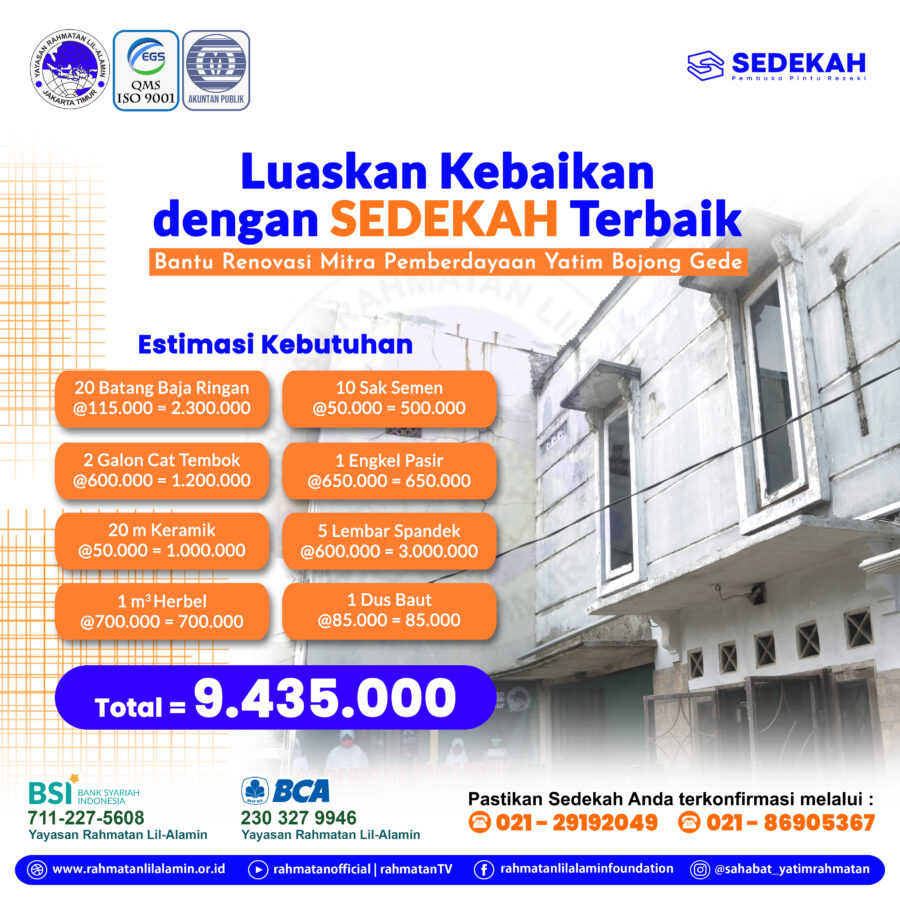 YAYASAN RAHMATAN LIL-ALAMIN
JAKARTA TIMUR
EGS
QMS
ISO 9001
AKUNTAN PUBLIK
SEDEKAH
Pembuka Pintu Rezeki
Luaskan Kebaikan
dengan SEDEKAH Terbaik
Bantu Renovasi Mitra Pemberdayaan Yatim Bojong Gede
Estimasi Kebutuhan
20 Batang Baja Ringan
@115.000 = 2.300.000
10 Sak Semen
@50.000 = 500.000
2 Galon Cat Tembok
@600.000 = 1.200.000
1 Engkel Pasir
@650.000 = 650.000
20 m Keramik
@50.000 = 1.000.000
5 Lembar Spandek
@600.000 = 3.000.000
1 m³ Herbel
@700.000 = 700.000
1 Dus Baut
@85.000 = 85.000
Total = 9.435.000
BSI BANK SYARIAH
INDONESIA
711-227-5608
Yayasan Rahmatan Lil-Alamin
BCA
230 327 9946
Yayasan Rahmatan Lil-Alamin
Pastikan Sedekah Anda terkonfirmasi melalui :
021 – 29192049 021 – 86905367
www.rahmatanlilalamin.or.id rahmatanofficial | rahmatanTV rahmatanlilalaminfoundation @sahabat_yatimrahmatan